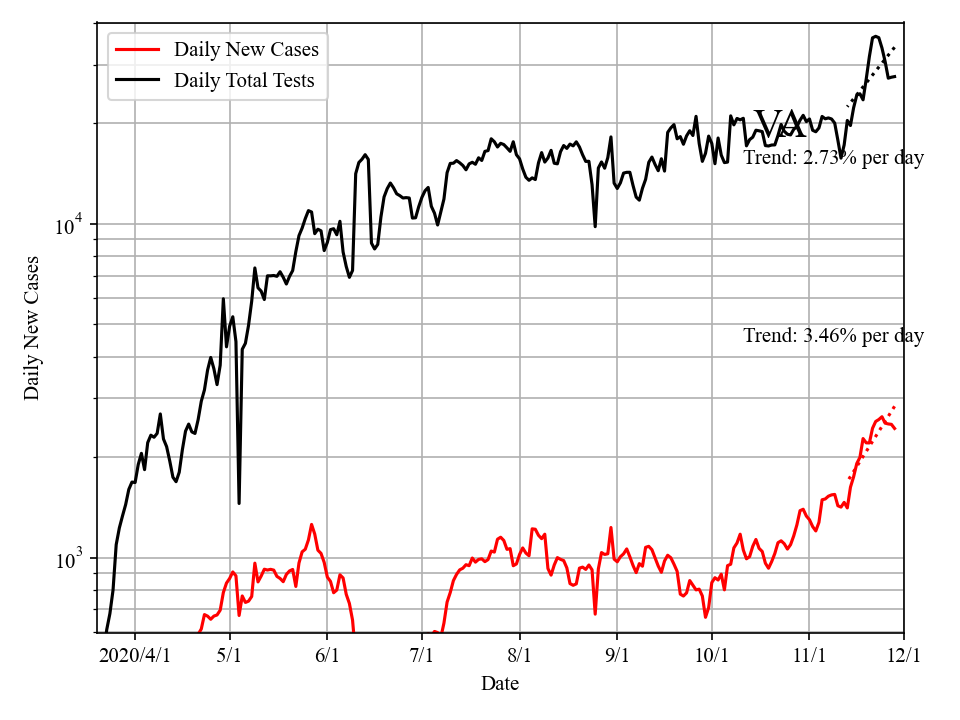 Daily New Cases
Daily Total Tests
VA
Trend: 2.73% per day
Trend: 3.46% per day
Daily New Cases
10^4
10^3
2020/4/1 5/1 6/1 7/1 8/1 9/1 10/1 11/1 12/1
Date